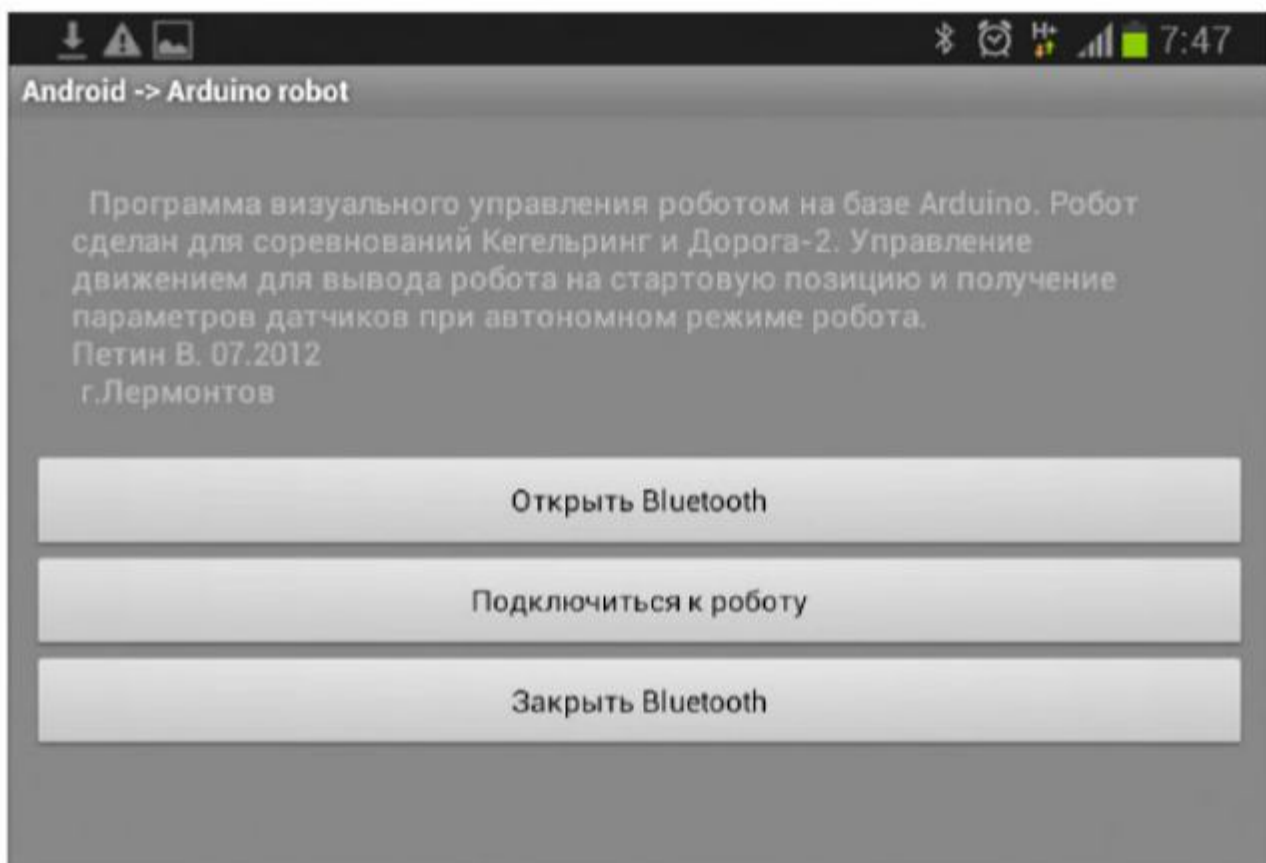 H+ 7:47
Android -> Arduino robot
Программа визуального управления роботом на базе Arduino. Робот
сделан для соревнований Кегельринг и Дорога-2. Управление
движением для вывода робота на стартовую позицию и получение
параметров датчиков при автономном режиме робота.
Петин В. 07.2012
г.Лермонтов
Открыть Bluetooth
Подключиться к роботу
Закрыть Bluetooth